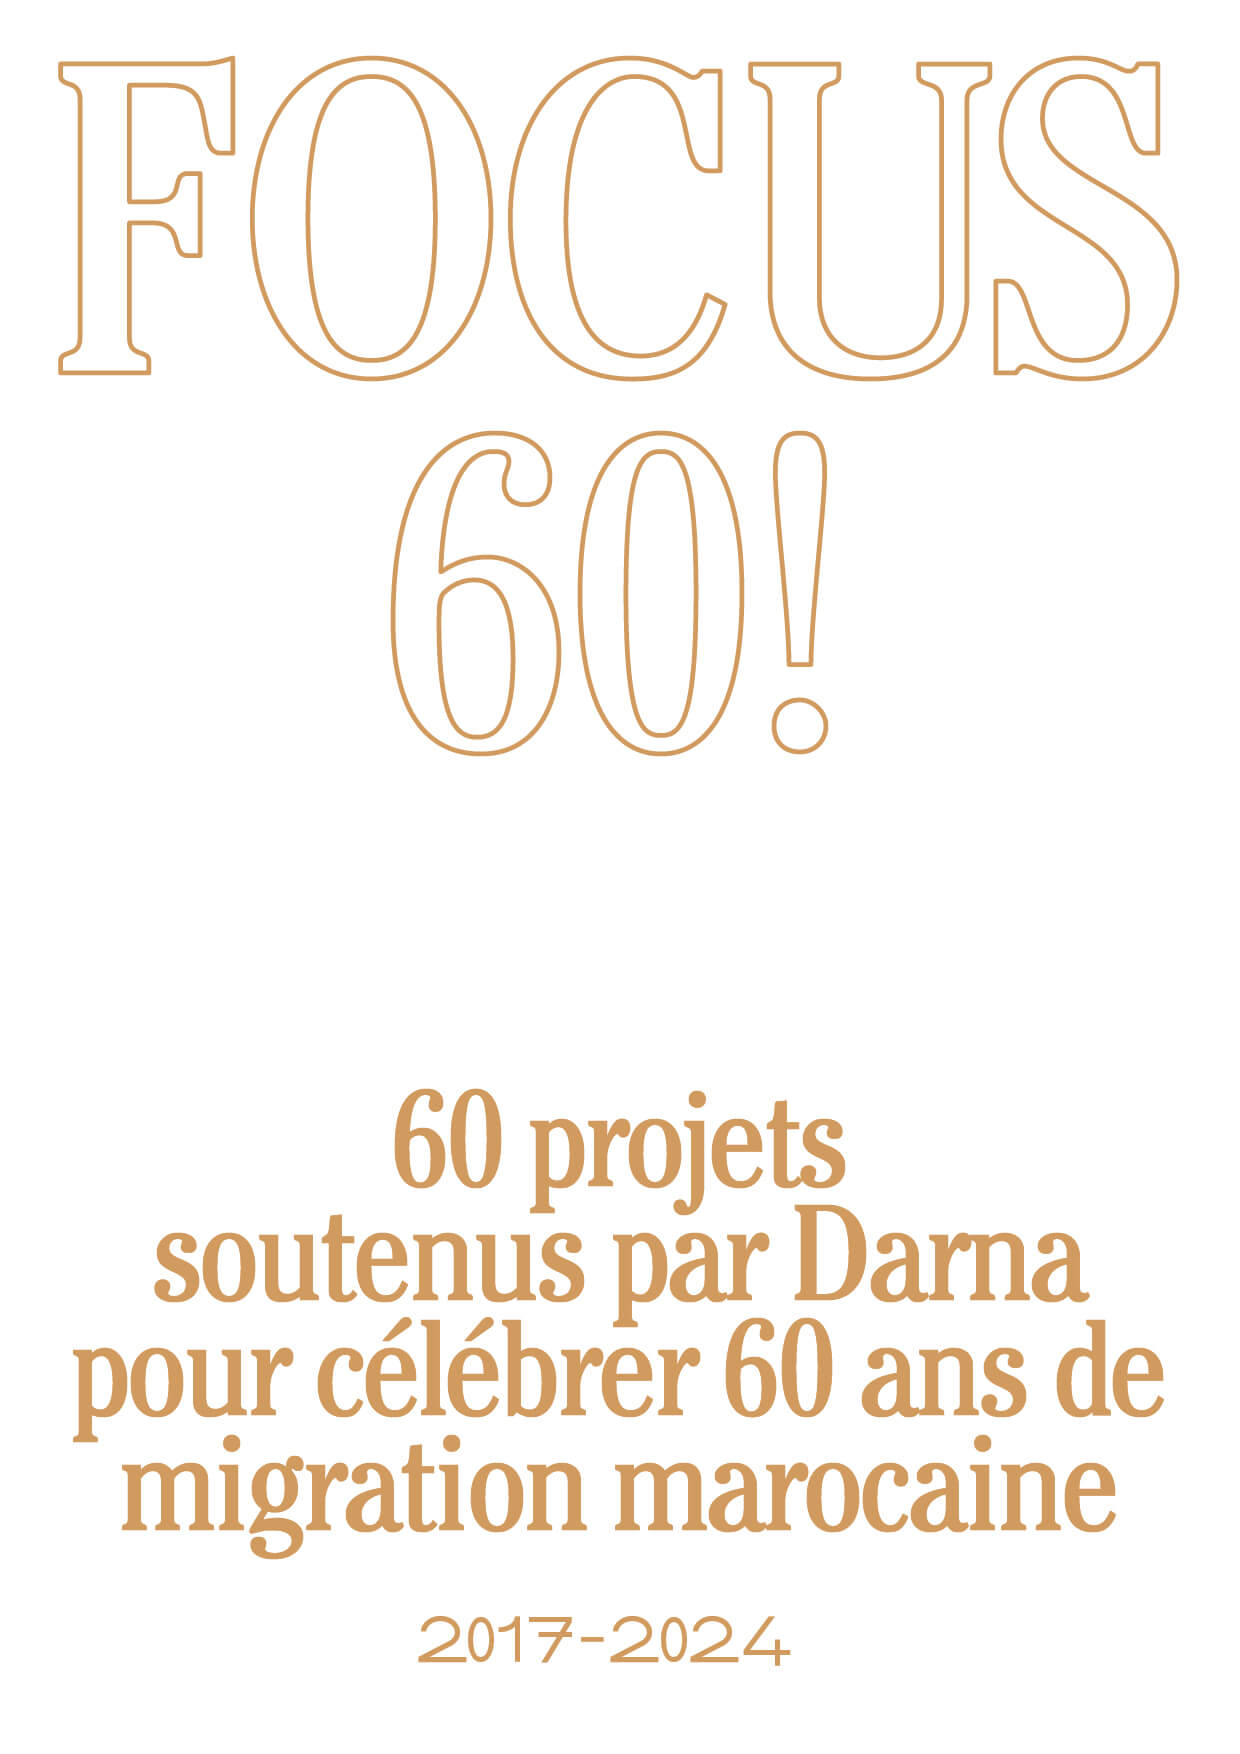 FOCUS
60!
60 projets
soutenus par Darna
pour célébrer 60 ans de
migration marocaine
2017-2024